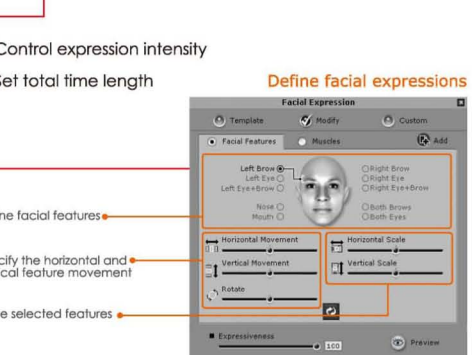 Control expression intensity
Set total time length
Define facial expressions
Facial Expression
Template
Modify
Custom
Facial Features
Muscles
Add
Left Brow
Right Brow
Left Eye
Right Eye
Left Eye+Brow
Right Eye+Brow
Nose
Both Brows
Mouth
Both Eyes
ne facial features
Horizontal Movement
Horizontal Scale
cify the horizontal and
cal feature movement
Vertical Movement
Vertical Scale
Rotate
e selected features
Expressiveness
100
Preview